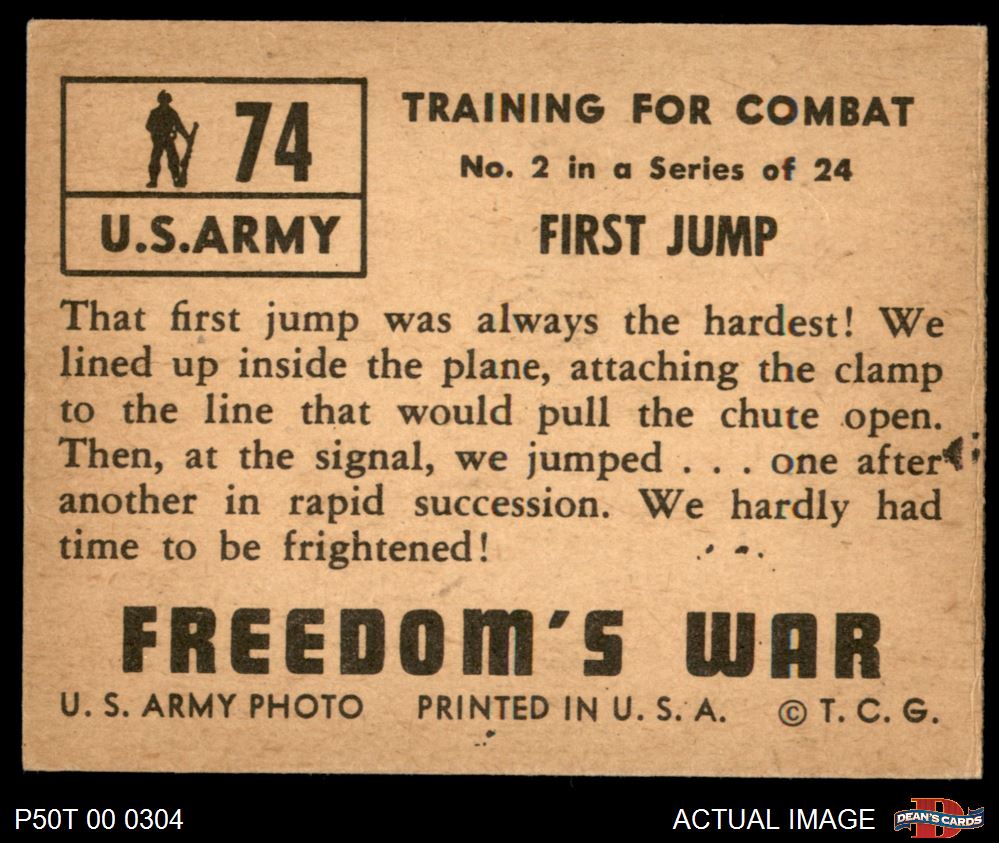 74
U.S.ARMY
TRAINING FOR COMBAT
No. 2 in a Series of 24
FIRST JUMP
That first jump was always the hardest! We
lined up inside the plane, attaching the clamp
to the line that would pull the chute open.
Then, at the signal, we jumped . . . one after
another in rapid succession. We hardly had
time to be frightened!
FREEDOM'S WAR
U. S. ARMY PHOTO PRINTED IN U. S. A. © T. C. G.
P50T 00 0304 ACTUAL IMAGE DEAN'S CARDS